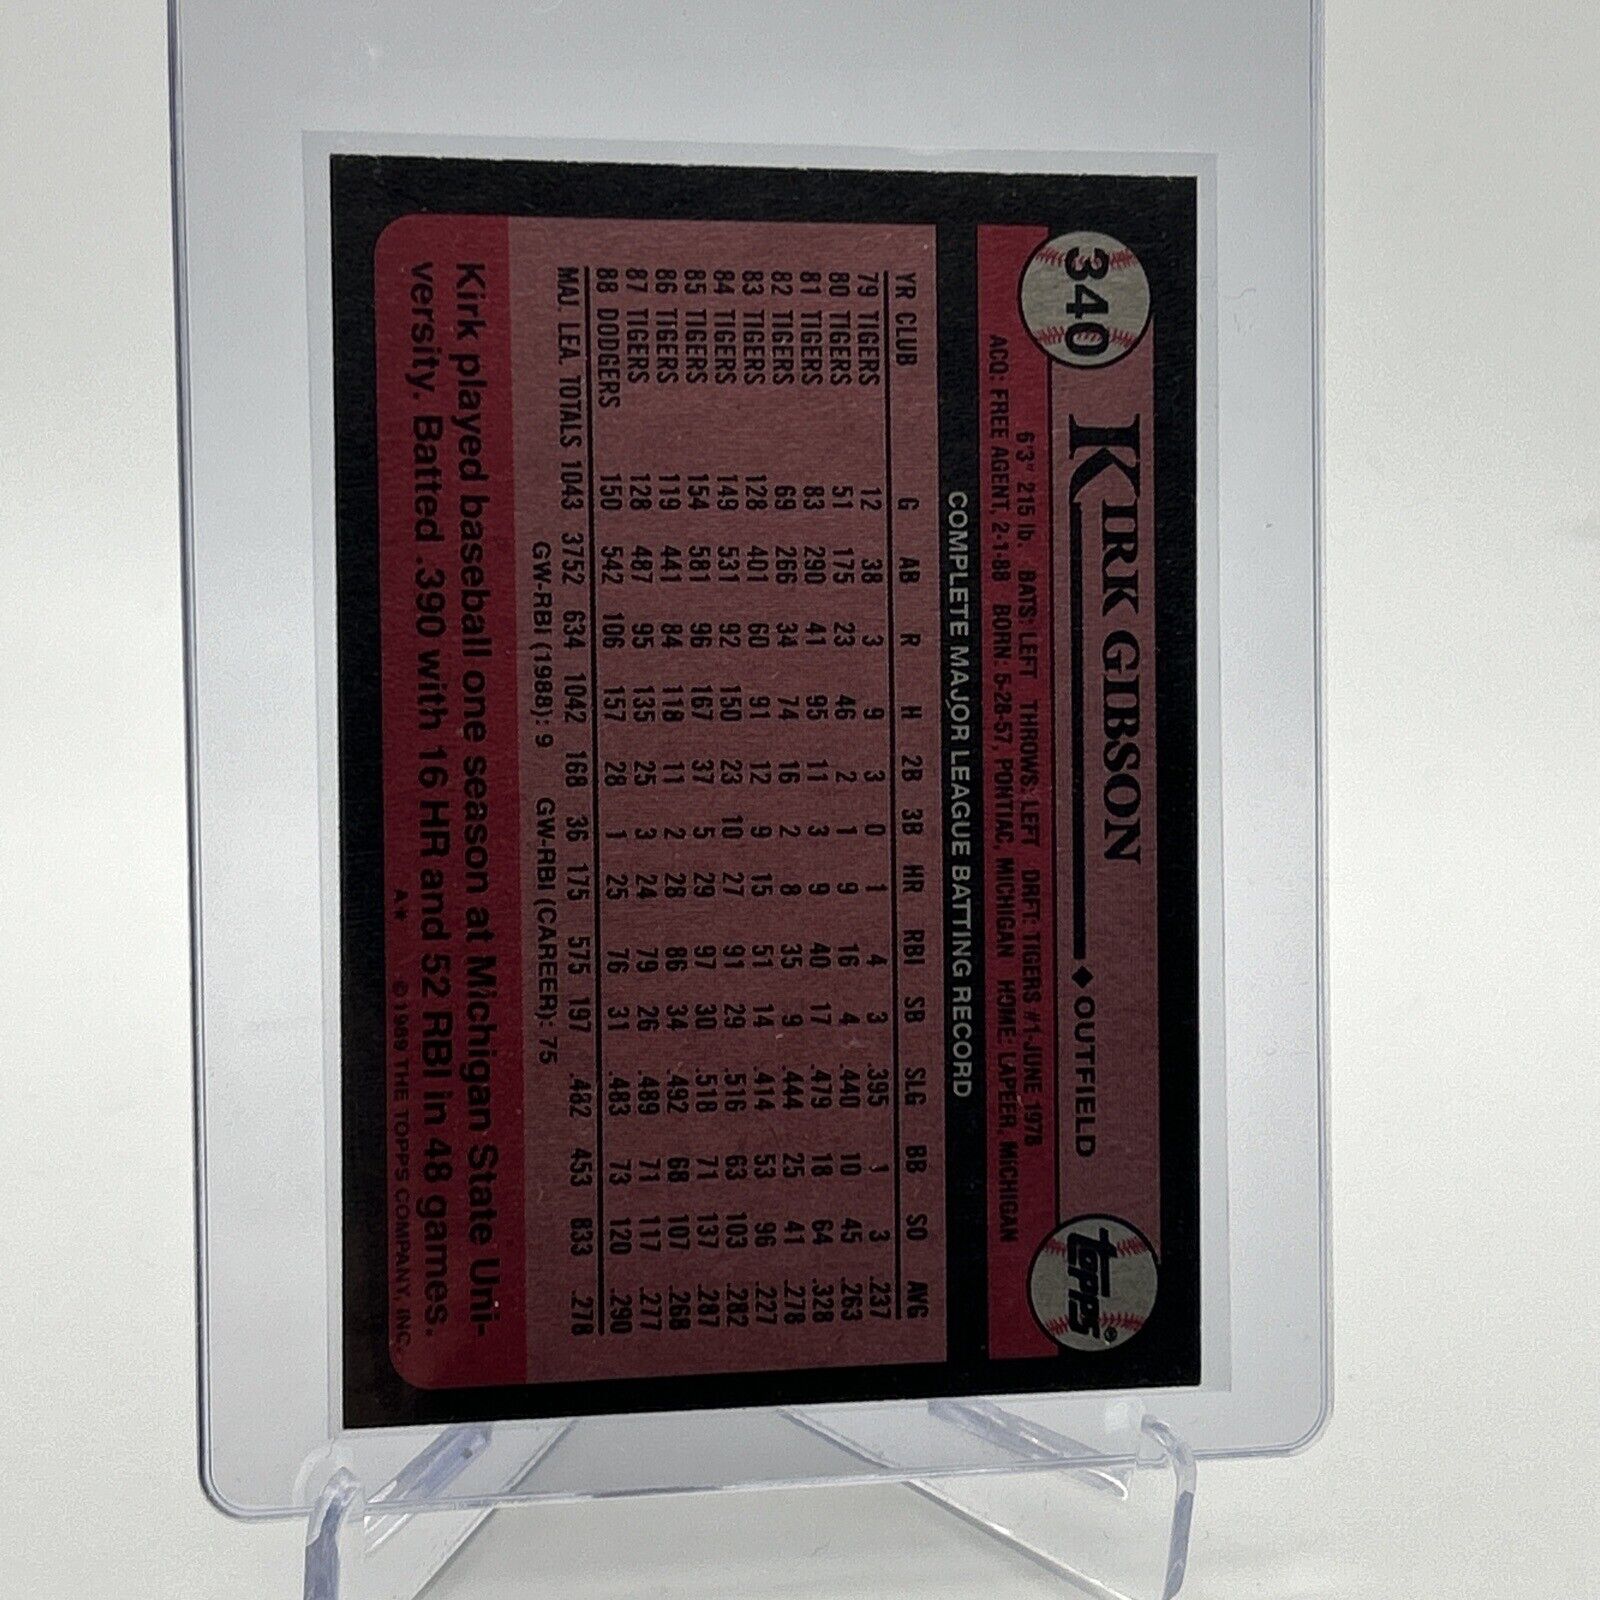 340 KIRK GIBSON ◆ OUTFIELD
topps®
6'3" 215 lb. BATS: LEFT THROWS: LEFT DRFT: TIGERS #1-JUNE 1978
ACQ: FREE AGENT, 2-1-88 BORN: 5-28-57, PONTIAC, MICHIGAN HOME: LAPEER, MICHIGAN
COMPLETE MAJOR LEAGUE BATTING RECORD
YR CLUB G AB R H 2B 3B HR RBI SB SLG BB SO AVG
79 TIGERS 12 38 3 9 3 0 1 4 3 .395 1 3 .237
80 TIGERS 51 175 23 46 2 1 9 16 4 .440 10 45 .263
81 TIGERS 83 290 41 95 11 3 9 40 17 .479 18 64 .328
82 TIGERS 69 266 34 74 16 2 8 35 9 .444 25 41 .278
83 TIGERS 128 401 60 91 12 9 15 51 14 .414 53 96 .227
84 TIGERS 149 531 92 150 23 10 27 91 29 .516 63 103 .282
85 TIGERS 154 581 96 167 37 5 29 97 30 .518 71 137 .287
86 TIGERS 119 441 84 118 11 2 28 86 34 .492 68 107 .268
87 TIGERS 128 487 95 135 25 3 24 79 26 .489 71 117 .277
88 DODGERS 150 542 106 157 28 1 25 76 31 .483 73 120 .290
MAJ. LEA. TOTALS 1043 3752 634 1042 168 36 175 575 197 .482 453 833 .278
GW-RBI (1988): 9 GW-RBI (CAREER): 75
Kirk played baseball one season at Michigan State Uni-
versity. Batted .390 with 16 HR and 52 RBI in 48 games.
A* © 1989 THE TOPPS COMPANY, INC.